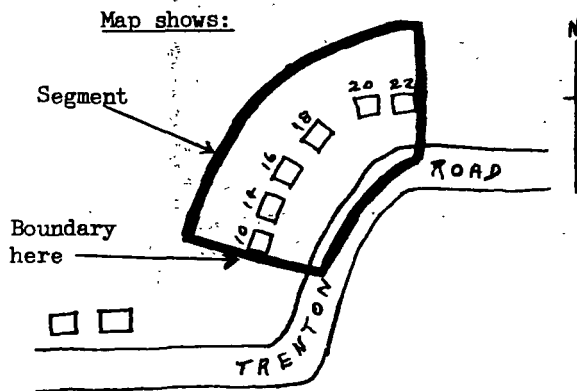 Map shows:
N
Segment
20 22
18
16
14
10
ROAD
Boundary
here
TRENTON